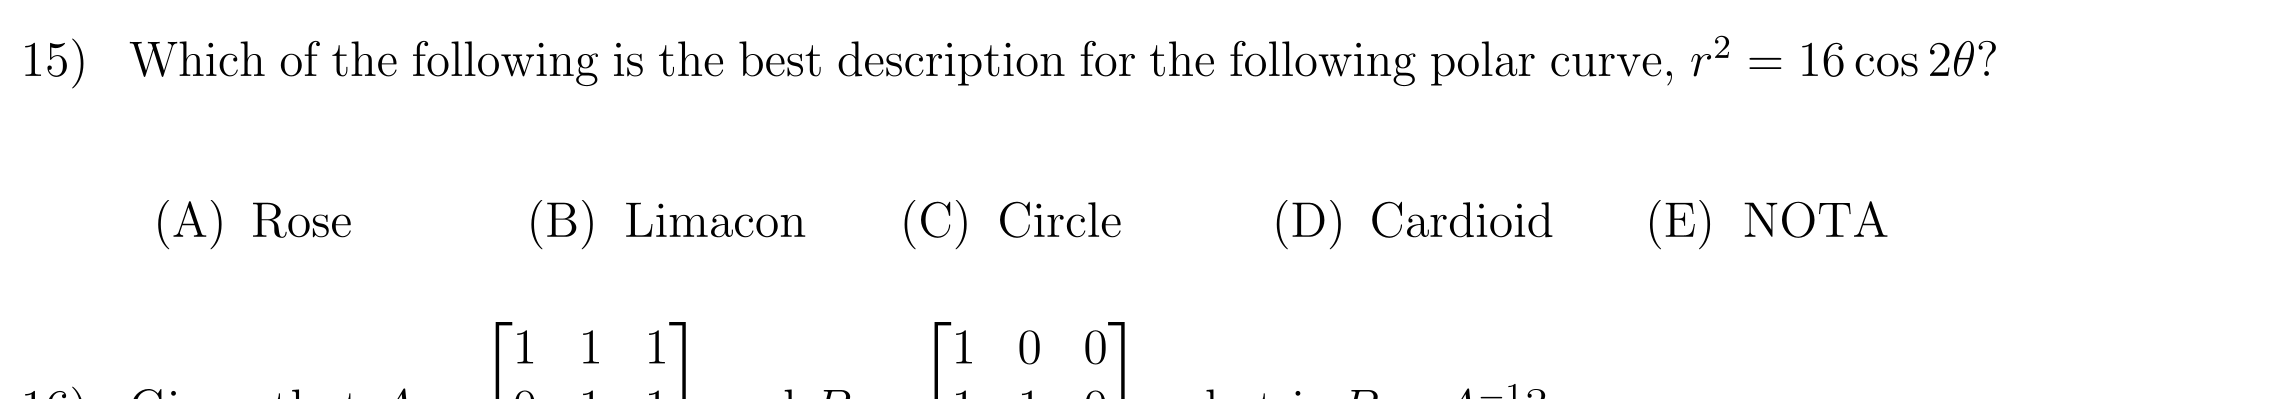 15) Which of the following is the best description for the following polar curve, r² = 16 cos 2θ?
(A) Rose (B) Limacon (C) Circle (D) Cardioid (E) NOTA
1 1 1 1 0 0